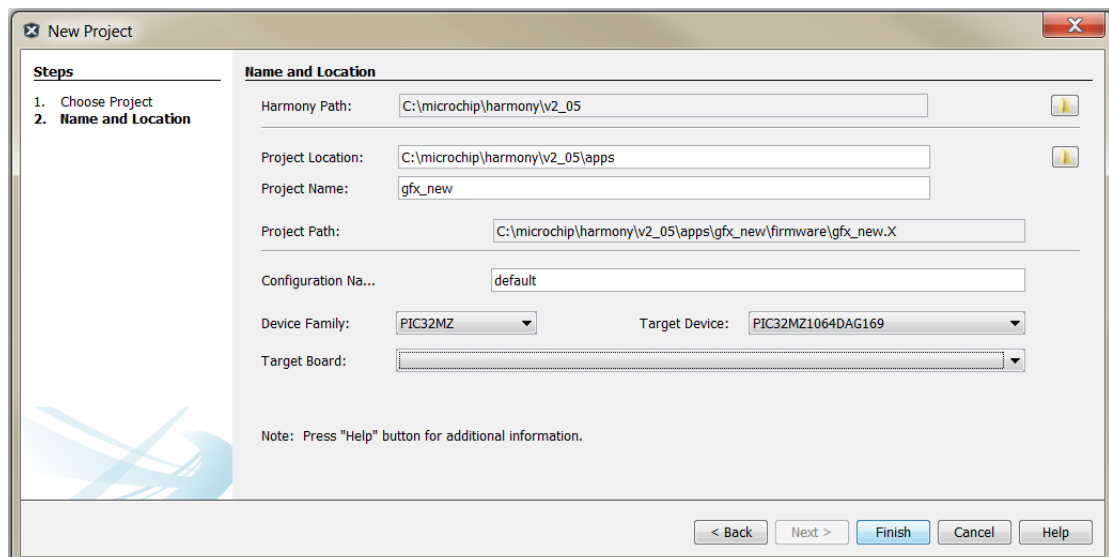 New Project
Steps
1. Choose Project
2. Name and Location
Name and Location
Harmony Path: C:\microchip\harmony\v2_05
Project Location: C:\microchip\harmony\v2_05\apps
Project Name: gfx_new
Project Path: C:\microchip\harmony\v2_05\apps\gfx_new\firmware\gfx_new.X
Configuration Na... default
Device Family: PIC32MZ Target Device: PIC32MZ1064DAG169
Target Board:
Note: Press "Help" button for additional information.
< Back Next > Finish Cancel Help